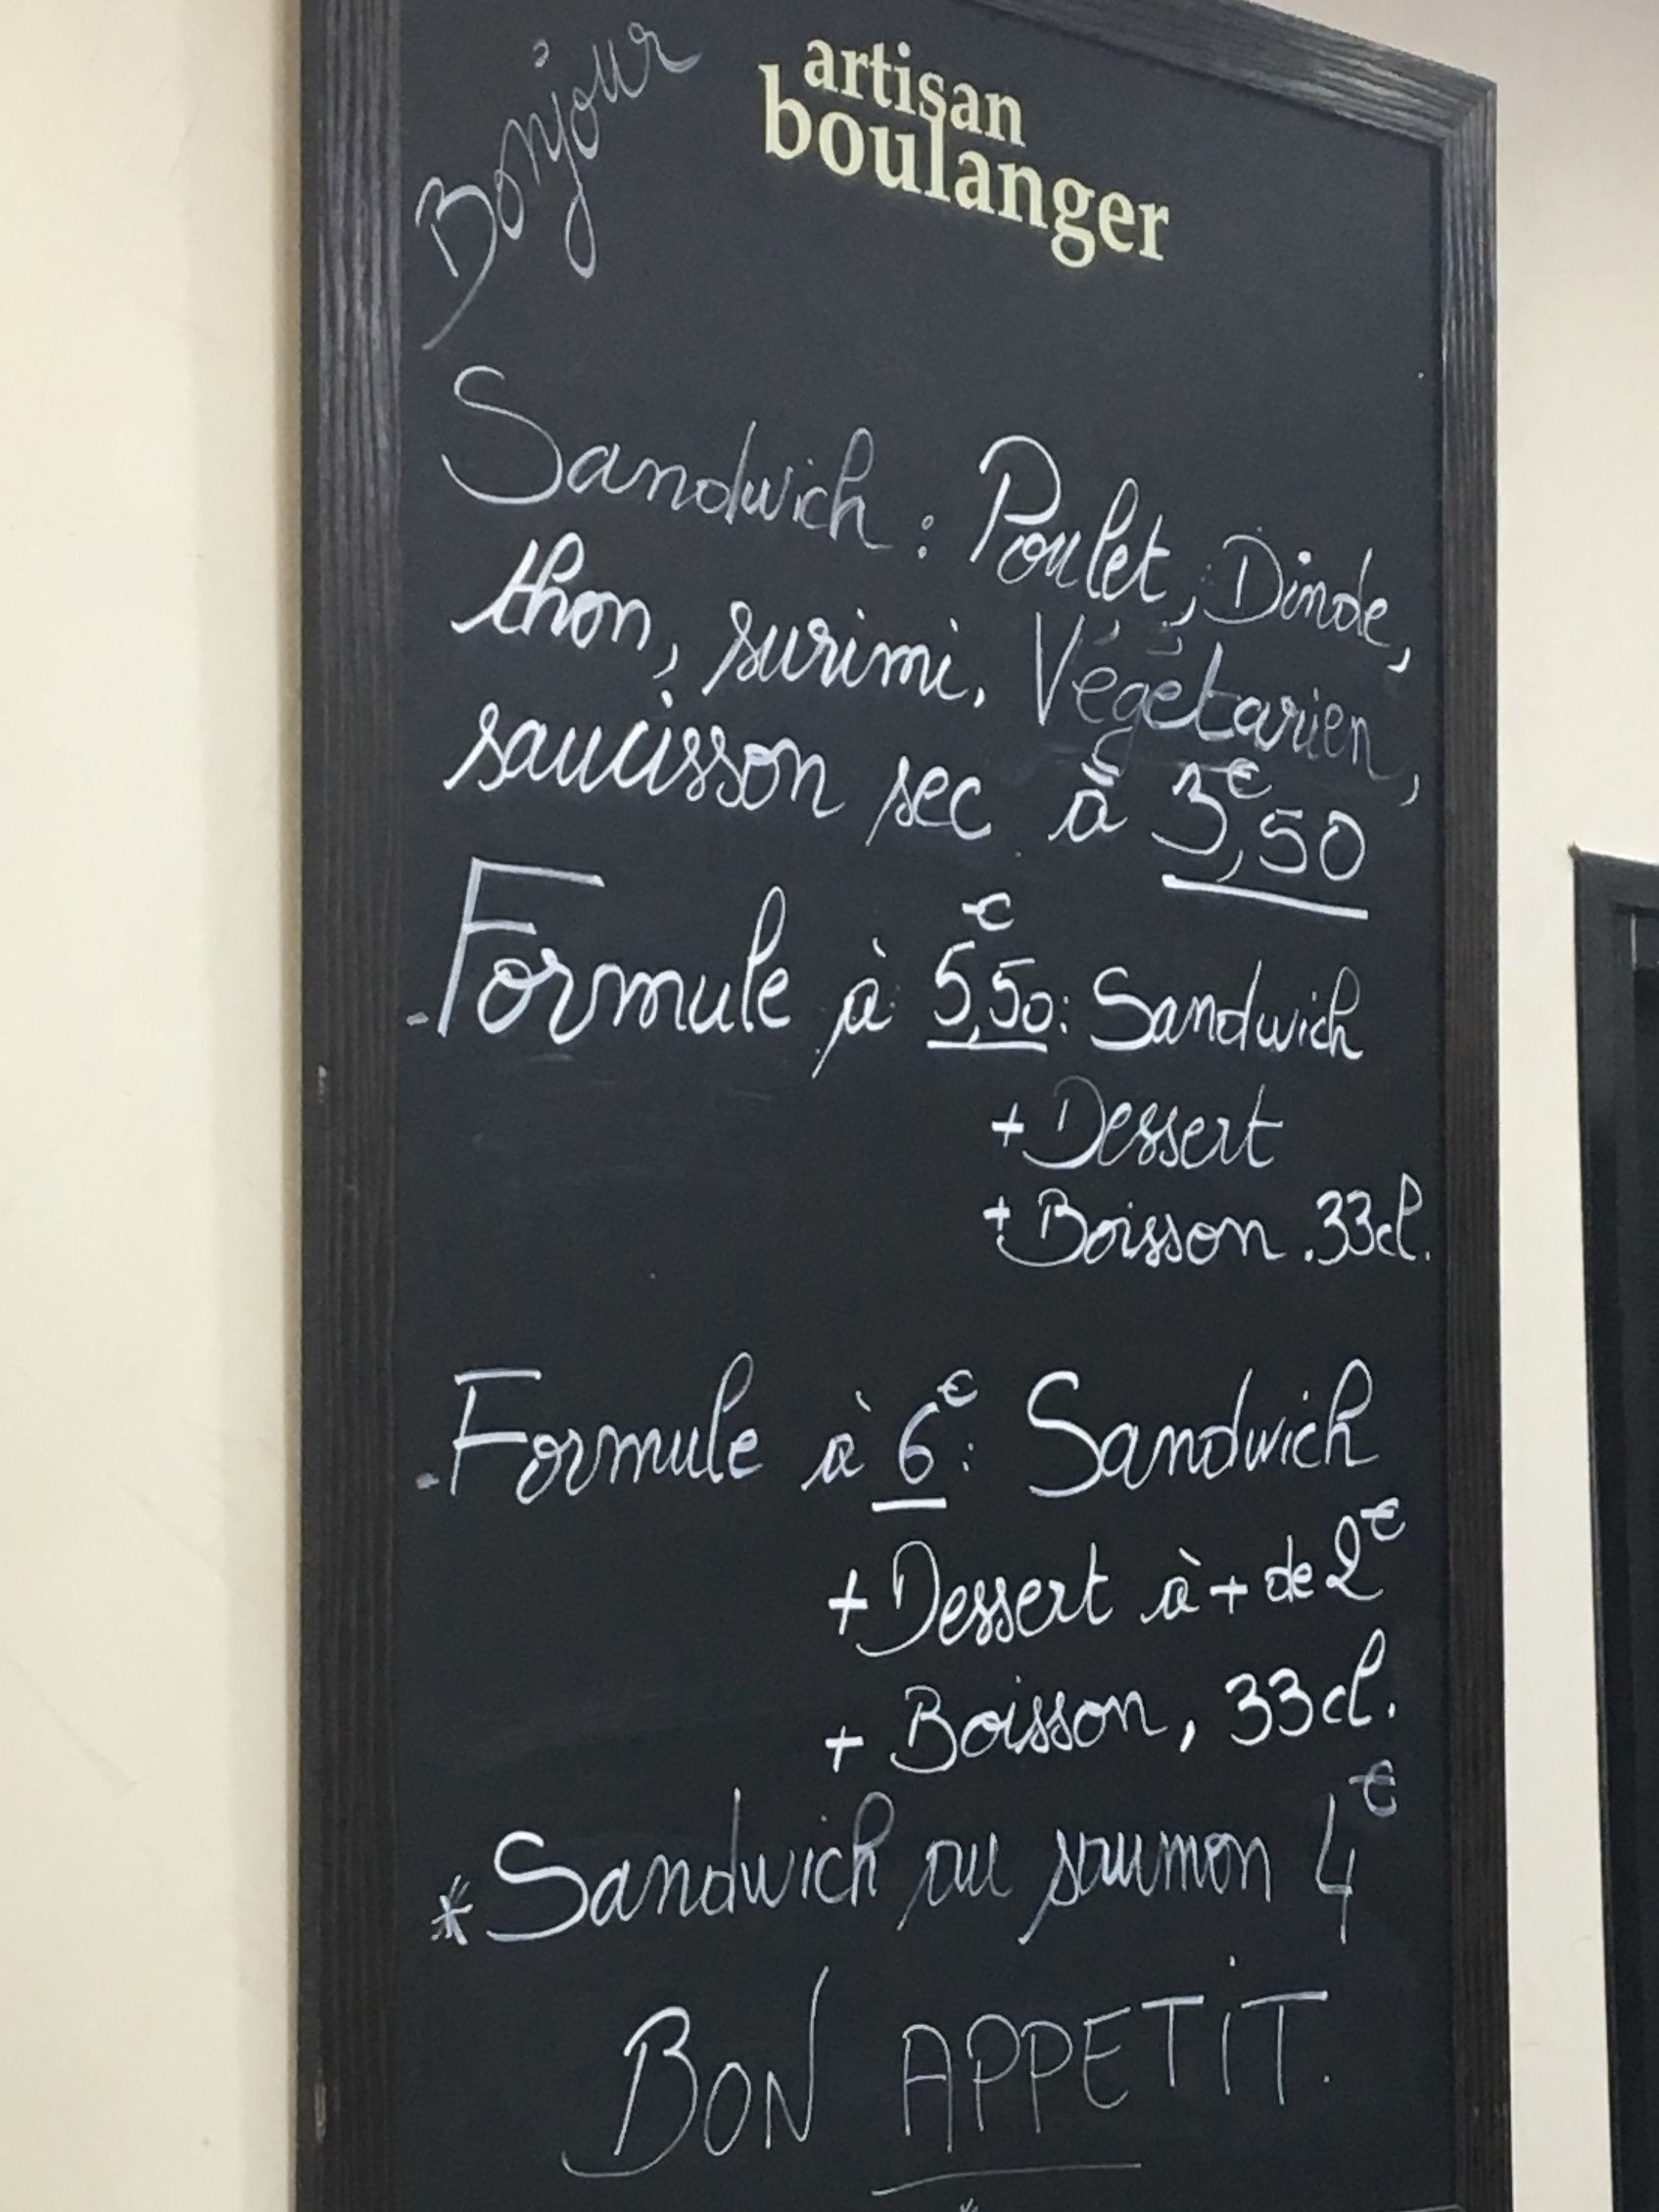 Bonjour
artisan
boulanger
Sandwich : Poulet, Dinde,
thon, surimi, Végétarien,
saucisson sec à 3€,50
- Formule à 5,50€ : Sandwich
+ Dessert
+ Boisson .33cl.
- Formule à 6€ : Sandwich
+ Dessert à + de 2€
+ Boisson, 33cl.
* Sandwich au saumon 4€
BON APPETiT.